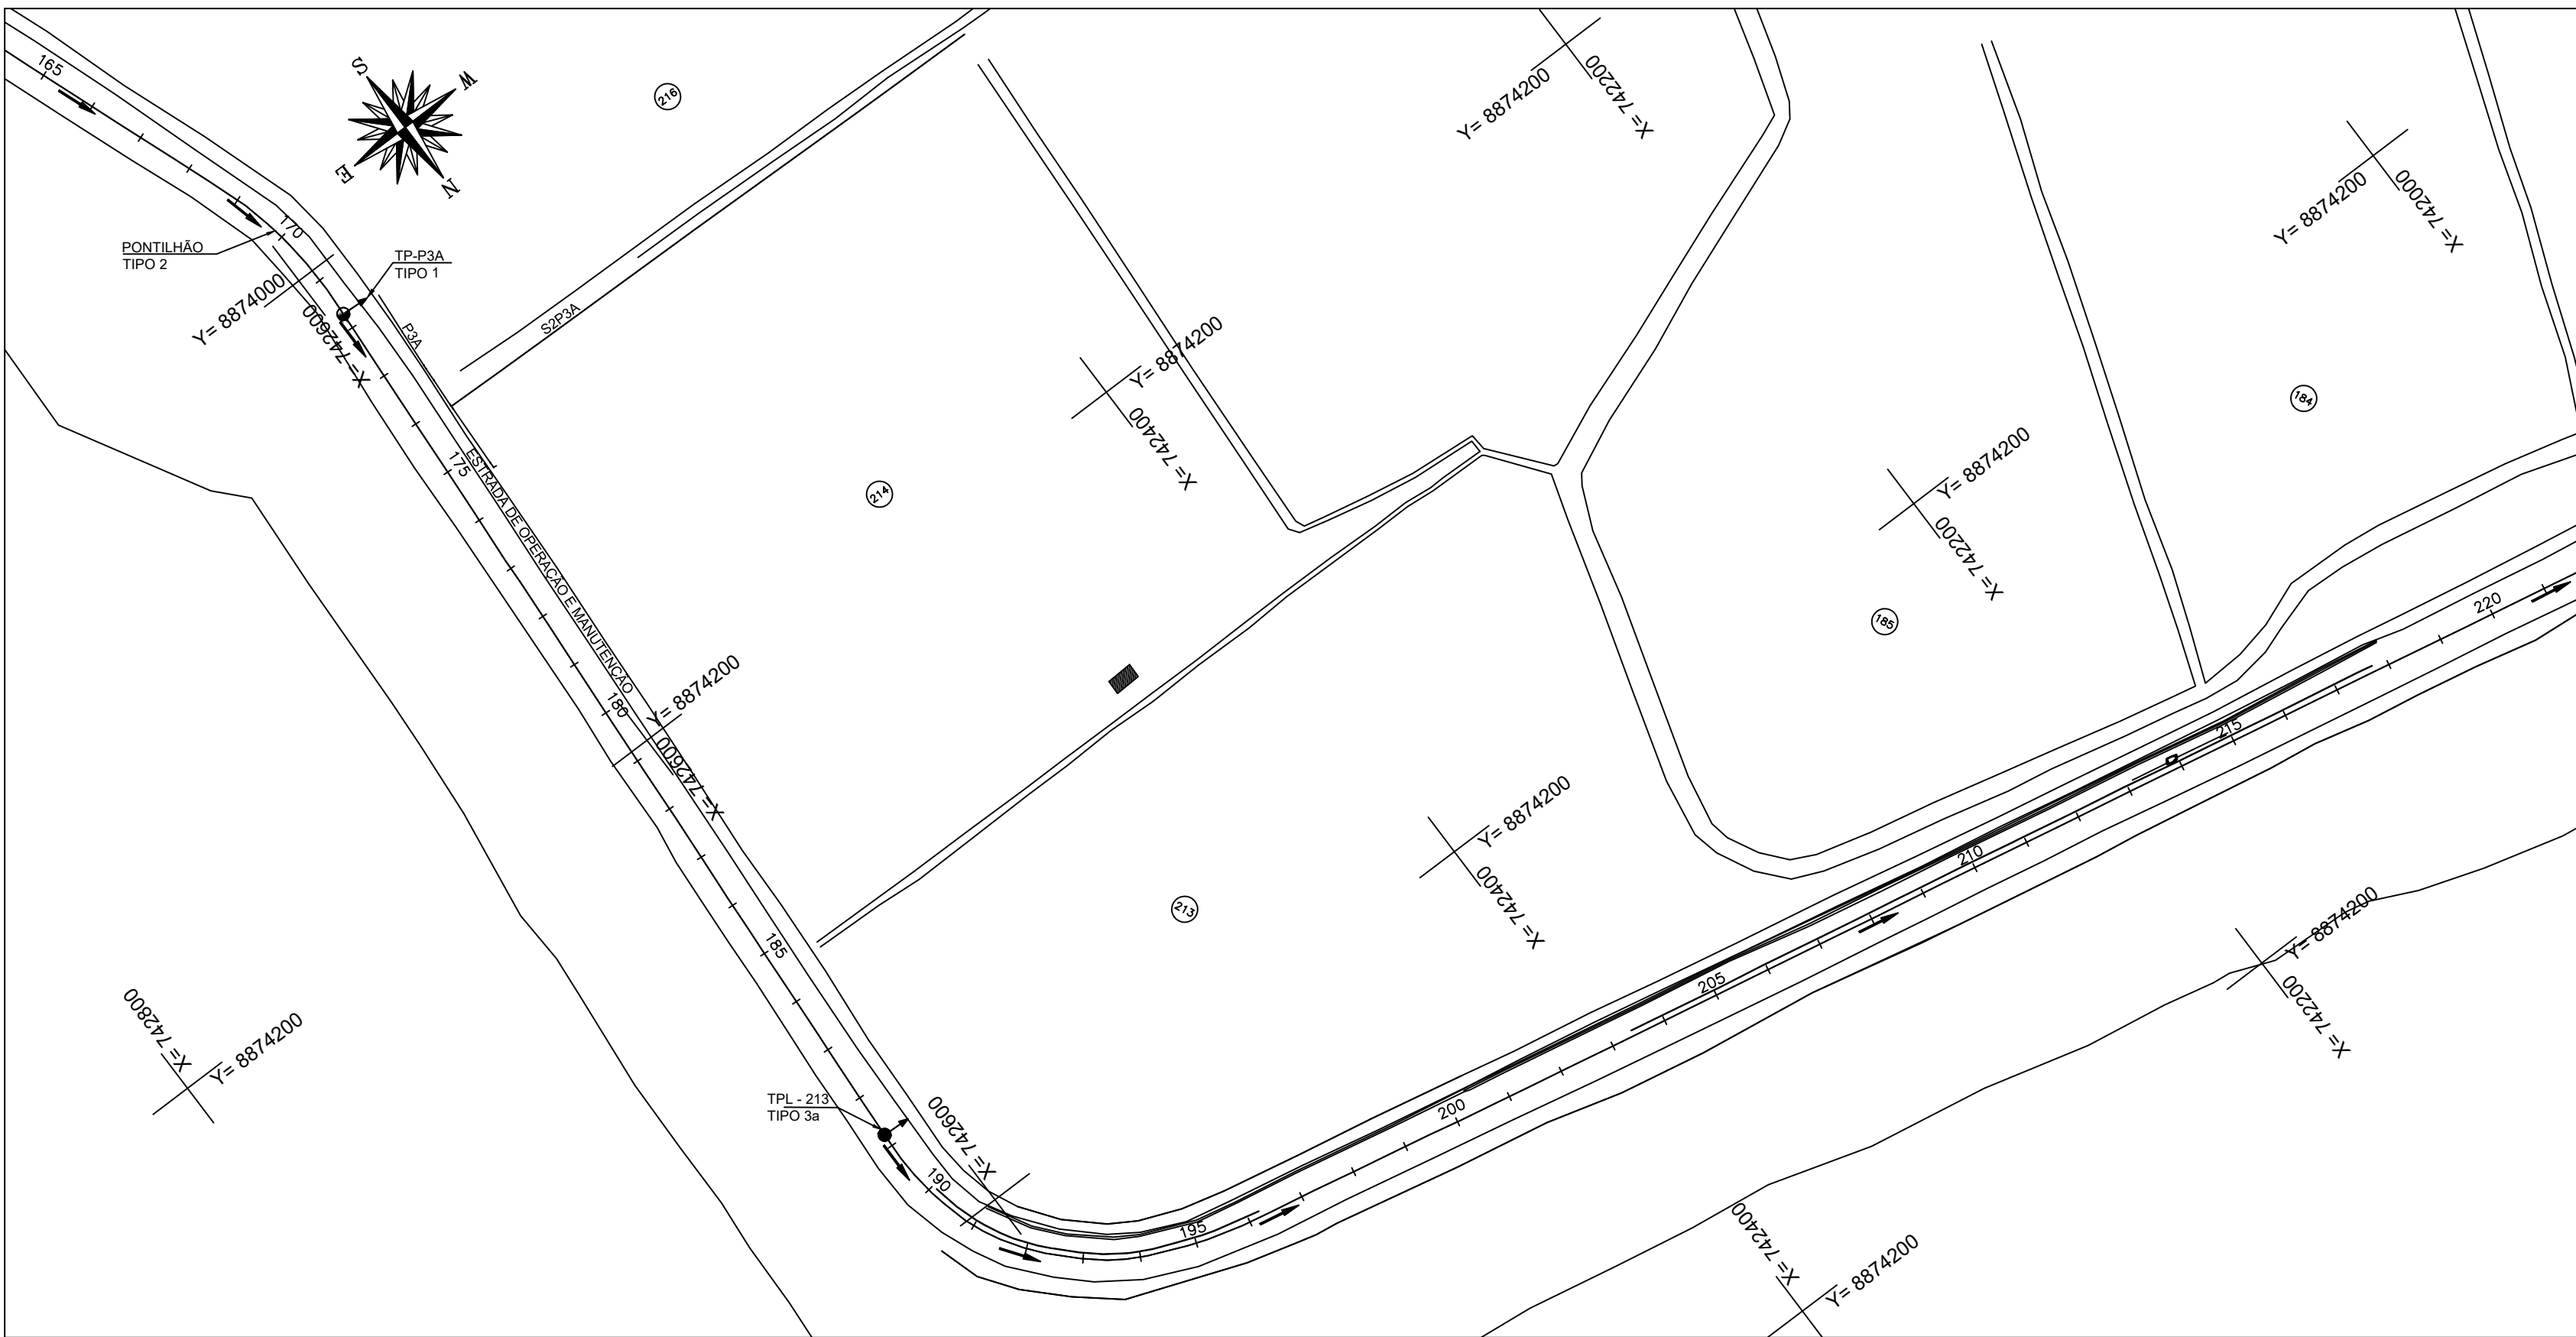 165
S
W
E
N
216
Y= 8874200
X= 742200
Y= 8874200
X= 742000
170
PONTILHÃO
TIPO 2
TP-P3A
TIPO 1
Y= 8874000
X= 742600
P3A
S2P3A
Y= 8874200
X= 742400
184
175
ESTRADA DE OPERAÇÃO E MANUTENÇÃO
214
Y= 8874200
X= 742200
185
220
180
Y= 8874200
X= 742600
215
Y= 8874200
X= 742400
210
213
185
205
Y= 8874200
X= 742200
X= 742800
Y= 8874200
TPL - 213
TIPO 3a
X= 742600
200
190
195
X= 742400
Y= 8874200